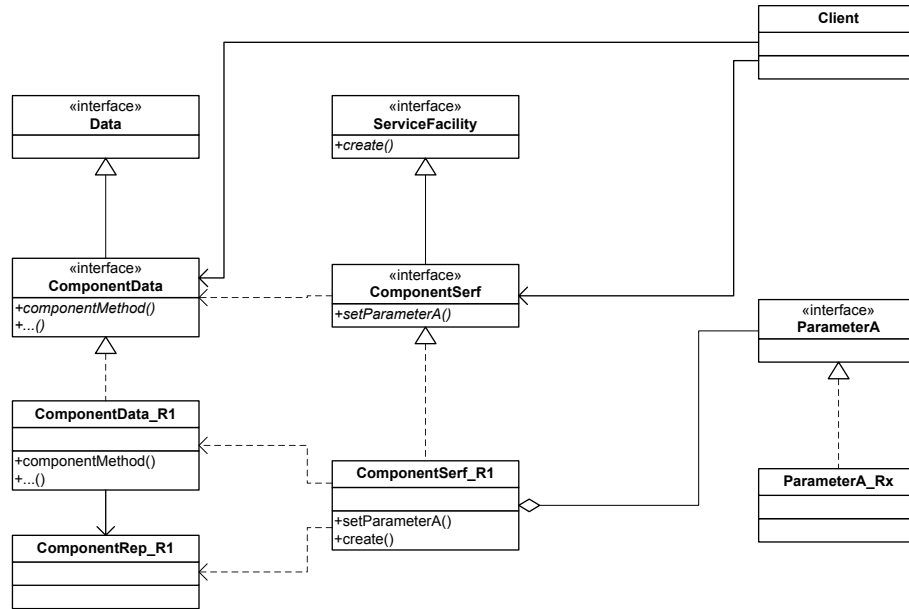 Client
«interface»
Data
«interface»
ServiceFacility
+create()
«interface»
ComponentData
+componentMethod()
+...()
«interface»
ComponentSerf
+setParameterA()
«interface»
ParameterA
ComponentData_R1
+componentMethod()
+...()
ComponentSerf_R1
+setParameterA()
+create()
ParameterA_Rx
ComponentRep_R1